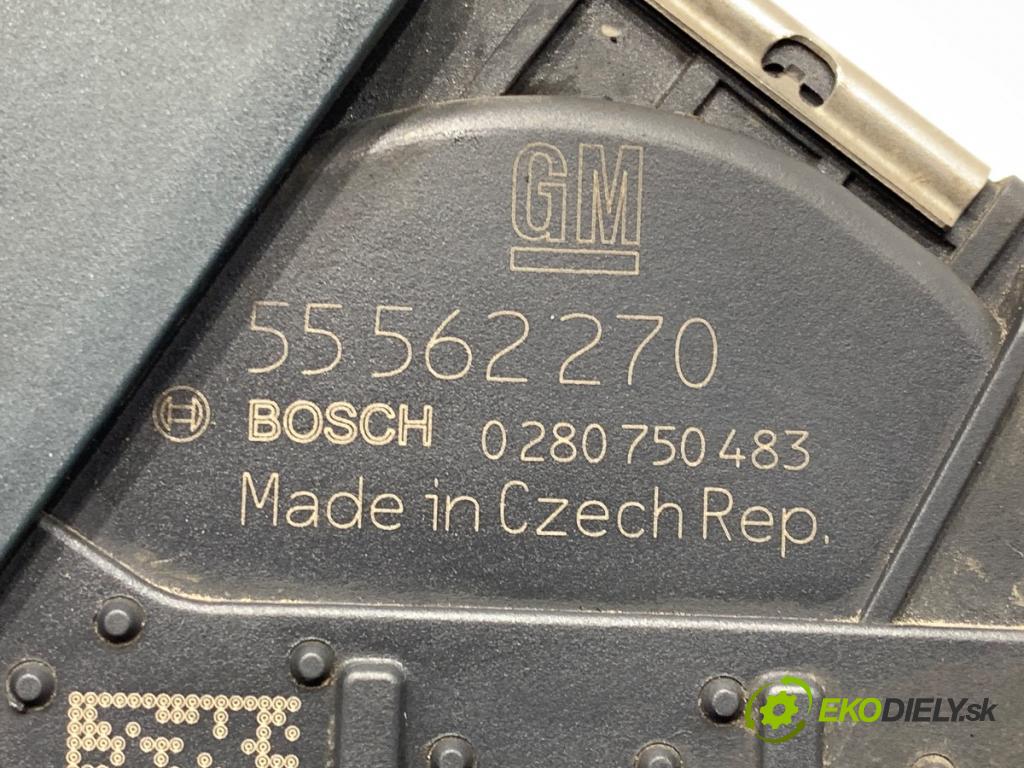 GM
55 562 270
BOSCH 0 280 750 483
Made in Czech Rep.
EKODIELY.sk